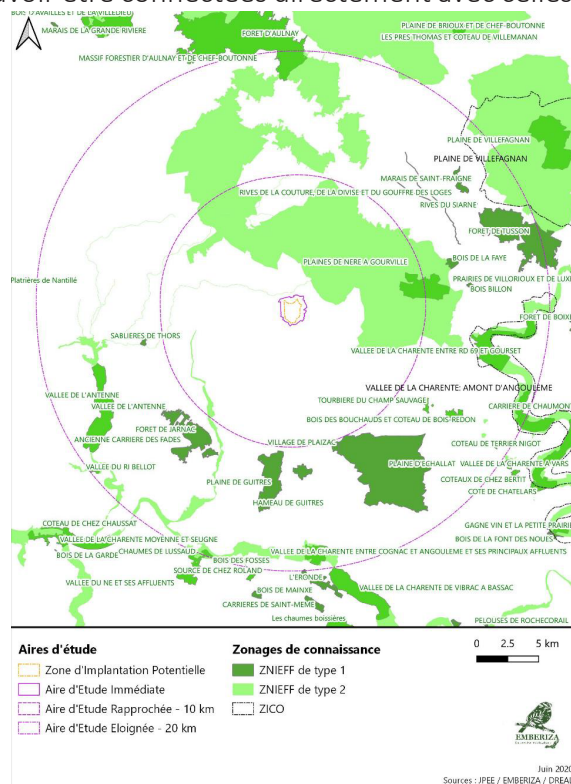 avoir être connectées directement avec celles
BOIS D'AVAILLES ET DE LA VILLEDIEU
MARAIS DE LA GRANDE RIVIERE
FORET D'AULNAY
PLAINE DE BRIOUX ET DE CHEF-BOUTONNE
LES PRES THOMAS ET COTEAU DE VILLEMANAN
MASSIF FORESTIER D'AULNAY ET DE CHEF-BOUTONNE
PLAINE DE VILLEFAGNAN
PLAINE DE VILLEFAGNAN
MARAIS DE SAINT-FRAIGNE
RIVES DE LA COUTURE, DE LA DIVISE ET DU GOUFFRE DES LOGES
RIVES DU SIARNE
FORET DE TUSSON
BOIS DE LA FAYE
PLAINES DE NERE A GOURVILLE
PRAIRIES DE VILLORIOUX ET DE LUXE
Platrières de Nantillé
BOIS BILLON
FORET DE BOIXE
SABLIERES DE THORS
VALLEE DE LA CHARENTE ENTRE RD 69 ET GOURSET
VALLEE DE LA CHARENTE: AMONT D'ANGOULEME
VALLEE DE L'ANTENNE
TOURBIERE DU CHAMP SAUVAGE
CARRIERE DE CHAUMONT
VALLEE DE L'ANTENNE
BOIS DES BOUCHAUDS ET COTEAU DE BOIS-REDON
FORET DE JARNAC
ANCIENNE CARRIERE DES FADES
VILLAGE DE PLAIZAC
COTEAU DE TERRIER NIGOT
VALLEE DU RI BELLOT
PLAINE D'ECHALLAT
VALLEE DE LA CHARENTE A VARS
PLAINE DE GUITRES
COTEAUX DE CHEZ BERTIT
COTE DE CHATELARS
HAMEAU DE GUITRES
COTEAU DE CHEZ CHAUSSAT
GAGNE VIN ET LA PETITE PRAIRIE
VALLEE DE LA CHARENTE MOYENNE ET SEUGNE
BOIS DE LA FONT DES NOUES
BOIS DE LA GARDE
CHAUMES DE LUSSAUD
VALLEE DE LA CHARENTE ENTRE COGNAC ET ANGOULEME ET SES PRINCIPAUX AFFLUENTS
BOIS DES FOSSES
SOURCE DE CHEZ ROLAND
VALLEE DU NE ET SES AFFLUENTS
L'ERONDE
BOIS DE MAINXE
VALLEE DE LA CHARENTE DE VIBRAC A BASSAC
CARRIERES DE SAINT-MEME
Les chaumes boissières
PELOUSES DE ROCHECORAIL
Aires d'étude
Zone d'Implantation Potentielle
Aire d'Etude Immédiate
Aire d'Etude Rapprochée - 10 km
Aire d'Etude Eloignée - 20 km
Zonages de connaissance
ZNIEFF de type 1
ZNIEFF de type 2
ZICO
0 2.5 5 km
EMBERIZA
Juin 2020
Sources : JPEE / EMBERIZA / DREAL